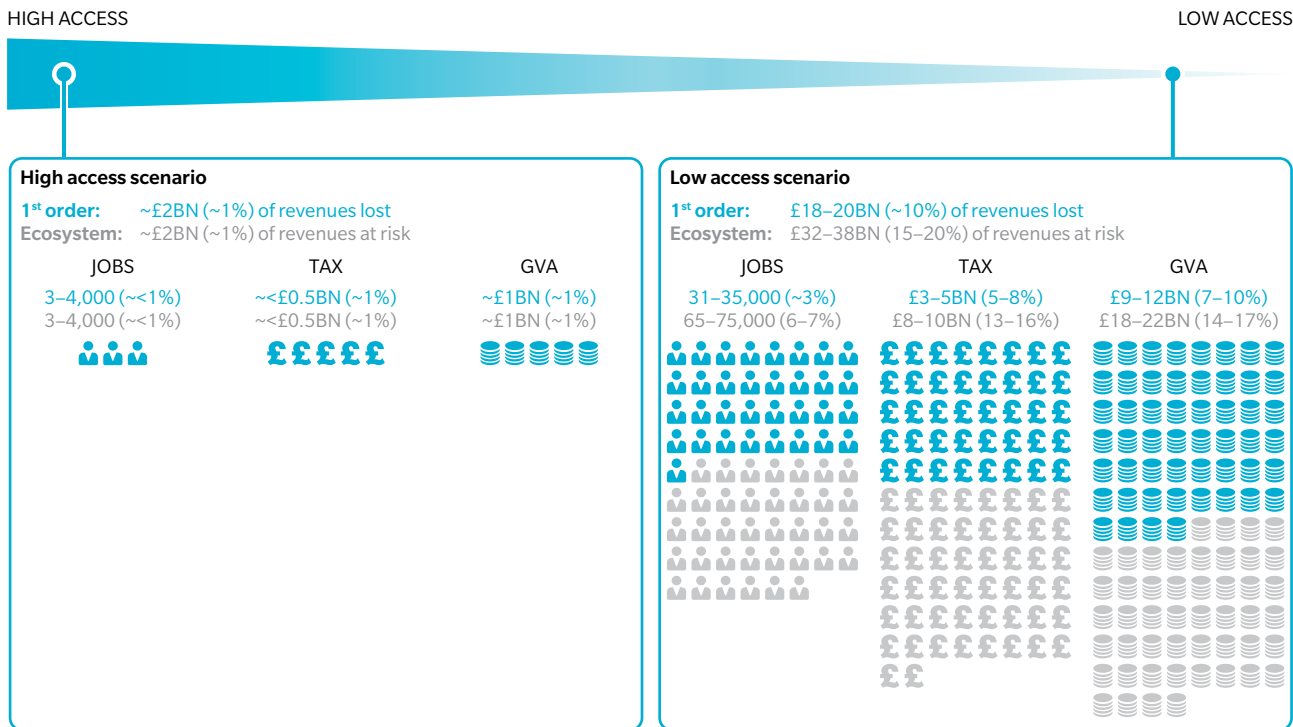 HIGH ACCESS
LOW ACCESS
High access scenario
1st order: ~£2BN (~1%) of revenues lost
Ecosystem: ~£2BN (~1%) of revenues at risk
JOBS TAX GVA
3–4,000 (~<1%) ~<£0.5BN (~1%) ~£1BN (~1%)
3–4,000 (~<1%) ~<£0.5BN (~1%) ~£1BN (~1%)
£ £ £ £ £
Low access scenario
1st order: £18–20BN (~10%) of revenues lost
Ecosystem: £32–38BN (15–20%) of revenues at risk
JOBS TAX GVA
31–35,000 (~3%) £3–5BN (5–8%) £9–12BN (7–10%)
65–75,000 (6–7%) £8–10BN (13–16%) £18–22BN (14–17%)
£ £ £ £ £ £ £ £
£ £ £ £ £ £ £ £
£ £ £ £ £ £ £ £
£ £ £ £ £ £ £ £
£ £ £ £ £ £ £ £
£ £ £ £ £ £ £ £
£ £ £ £ £ £ £ £
£ £ £ £ £ £ £ £
£ £ £ £ £ £ £ £
£ £ £ £ £ £ £ £
£ £ £ £ £ £ £ £
£ £